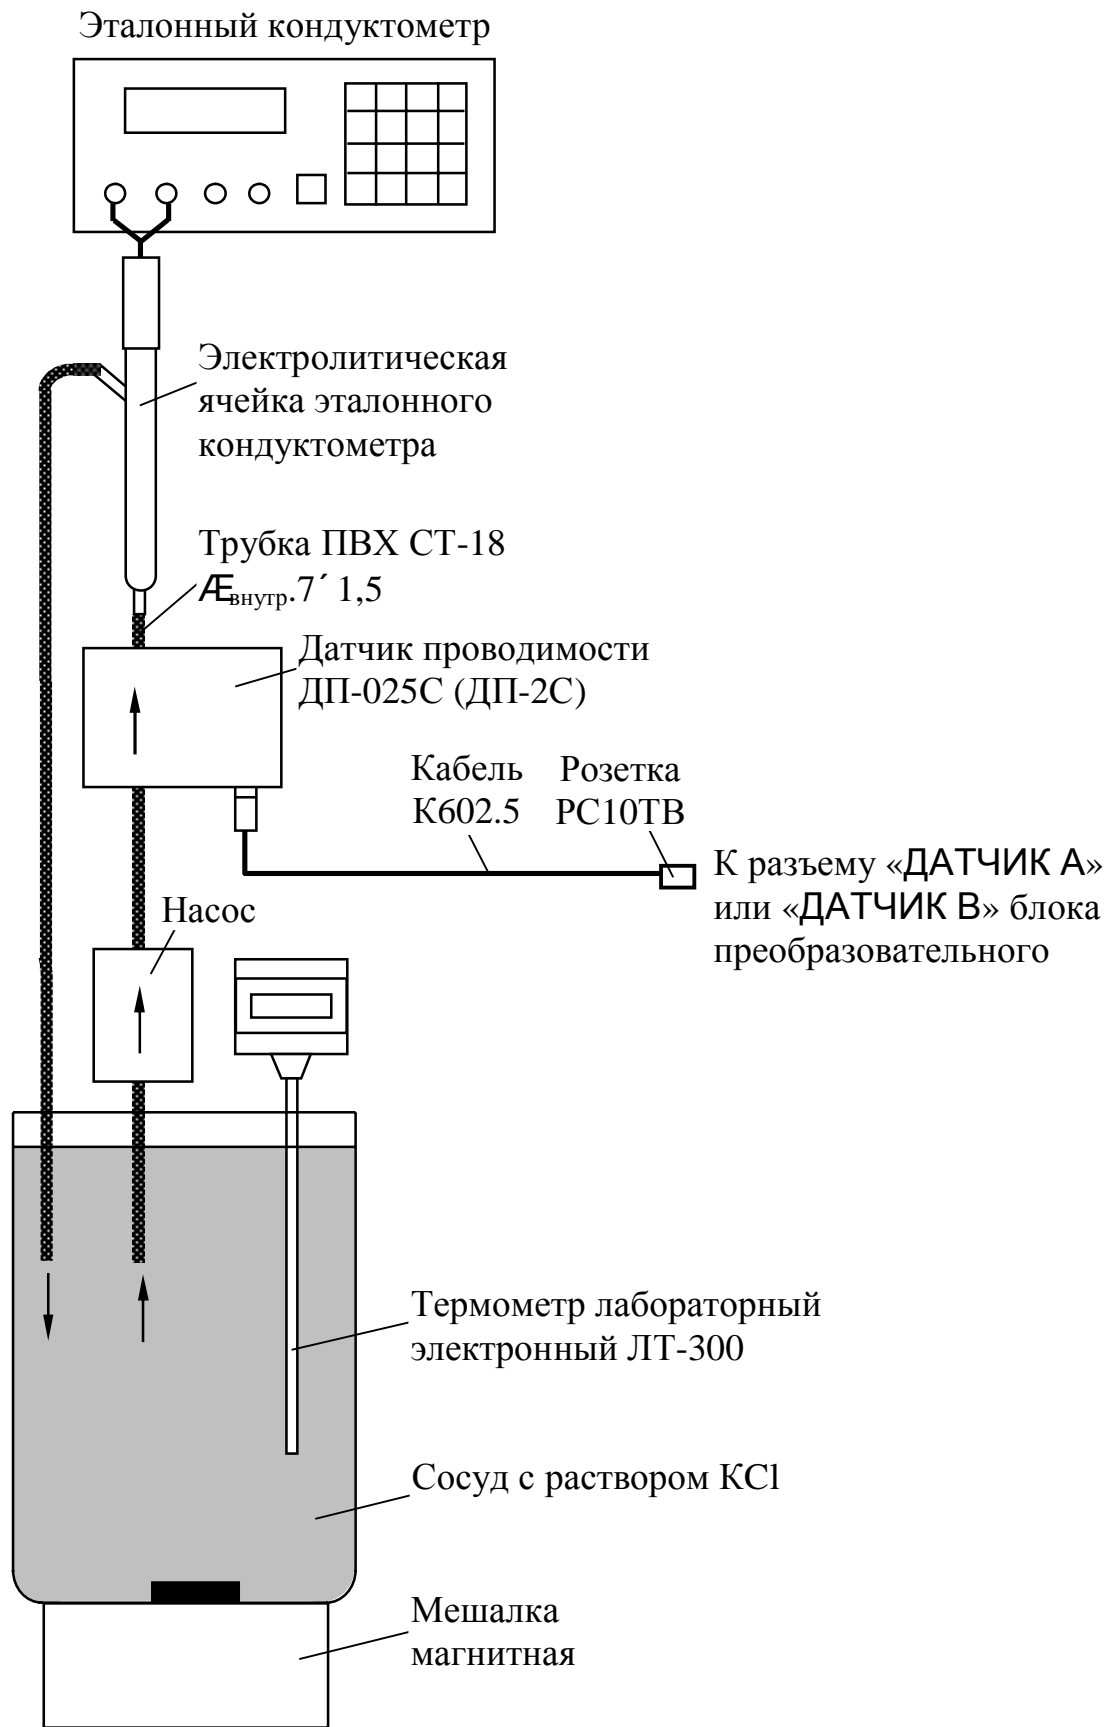 Эталонный кондуктометр
Электролитическая
ячейка эталонного
кондуктометра
Трубка ПВХ СТ-18
Æвнутр.7´ 1,5
Датчик проводимости
ДП-025С (ДП-2С)
Кабель
К602.5
Розетка
РС10ТВ
К разъему «ДАТЧИК А»
или «ДАТЧИК В» блока
преобразовательного
Насос
Термометр лабораторный
электронный ЛТ-300
Сосуд с раствором KCl
Мешалка
магнитная